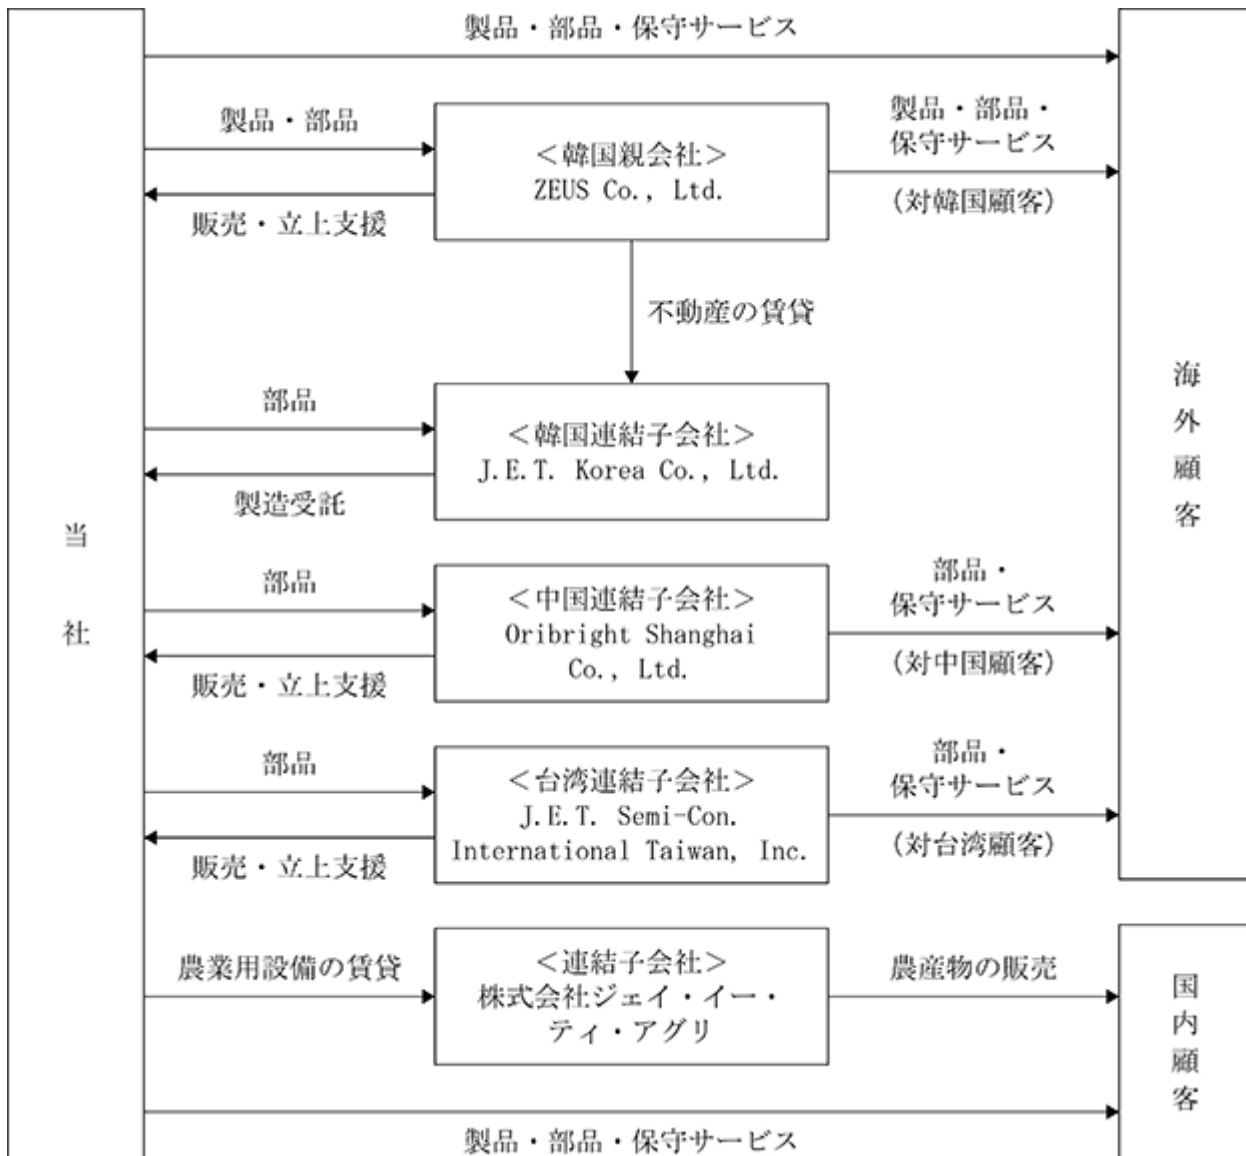 製品・部品・保守サービス
製品・部品
販売・立上支援
＜韓国親会社＞
ZEUS Co., Ltd.
製品・部品・
保守サービス
(対韓国顧客)
不動産の賃貸
部品
製造受託
＜韓国連結子会社＞
J.E.T. Korea Co., Ltd.
当社
海外顧客
部品
販売・立上支援
＜中国連結子会社＞
Oribright Shanghai
Co., Ltd.
部品・
保守サービス
(対中国顧客)
部品
販売・立上支援
＜台湾連結子会社＞
J.E.T. Semi-Con.
International Taiwan, Inc.
部品・
保守サービス
(対台湾顧客)
農業用設備の賃貸
＜連結子会社＞
株式会社ジェイ・イー・
ティ・アグリ
農産物の販売
国内顧客
製品・部品・保守サービス